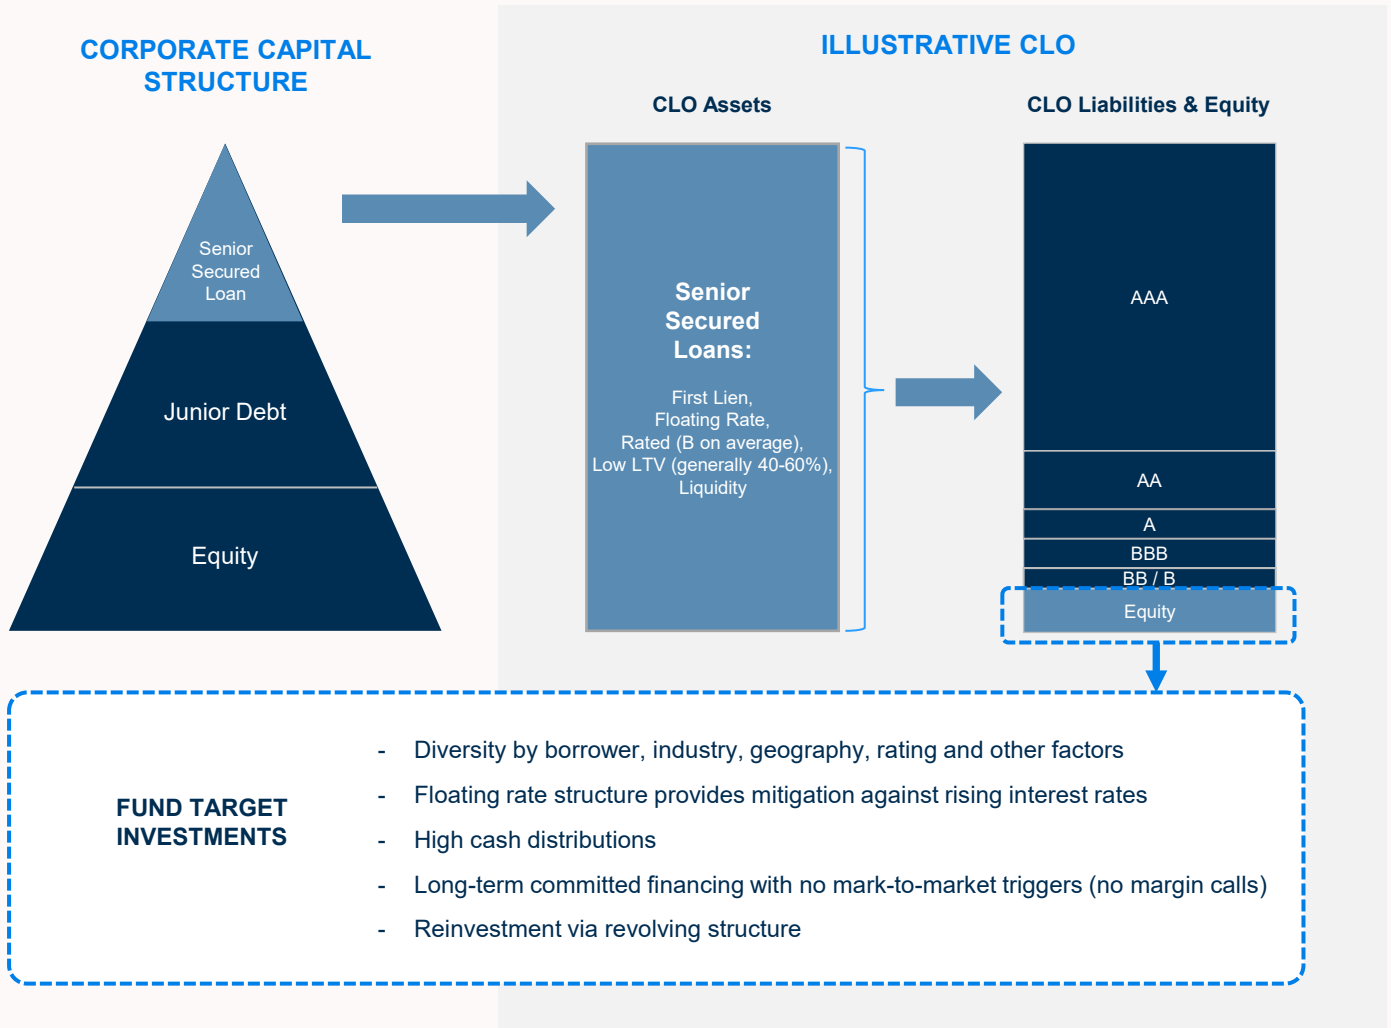 CORPORATE CAPITAL
STRUCTURE
Senior
Secured
Loan
Junior Debt
Equity
ILLUSTRATIVE CLO
CLO Assets
Senior
Secured
Loans:
First Lien,
Floating Rate,
Rated (B on average),
Low LTV (generally 40-60%),
Liquidity
CLO Liabilities & Equity
AAA
AA
A
BBB
BB / B
Equity
FUND TARGET
INVESTMENTS
- Diversity by borrower, industry, geography, rating and other factors
- Floating rate structure provides mitigation against rising interest rates
- High cash distributions
- Long-term committed financing with no mark-to-market triggers (no margin calls)
- Reinvestment via revolving structure